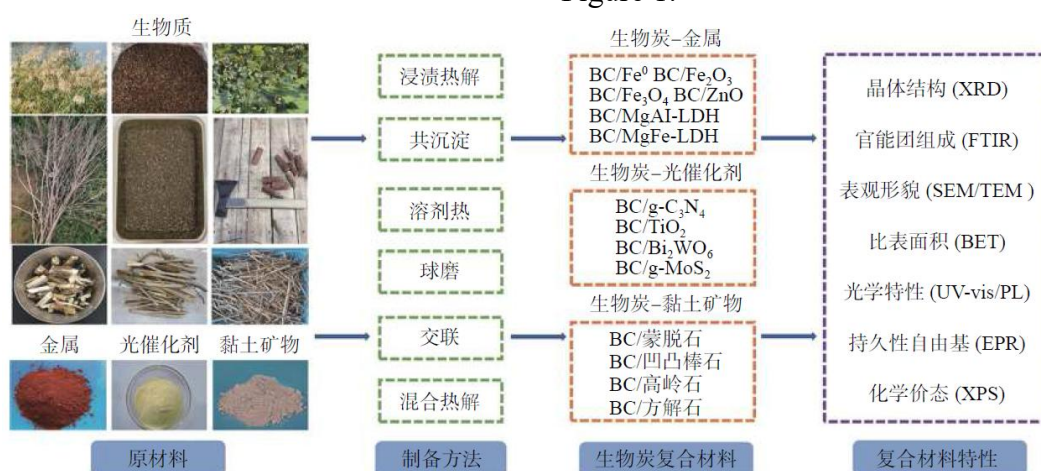 Figure 1.
生物质
金属 光催化剂 黏土矿物
原材料
浸渍热解
共沉淀
溶剂热
球磨
交联
混合热解
制备方法
生物炭–金属
BC/Fe⁰ BC/Fe₂O₃
BC/Fe₃O₄ BC/ZnO
BC/MgAI-LDH
BC/MgFe-LDH
生物炭–光催化剂
BC/g-C₃N₄
BC/TiO₂
BC/Bi₂WO₆
BC/g-MoS₂
生物炭–黏土矿物
BC/蒙脱石
BC/凹凸棒石
BC/高岭石
BC/方解石
生物炭复合材料
晶体结构 (XRD)
官能团组成 (FTIR)
表观形貌 (SEM/TEM )
比表面积 (BET)
光学特性 (UV-vis/PL)
持久性自由基 (EPR)
化学价态 (XPS)
复合材料特性